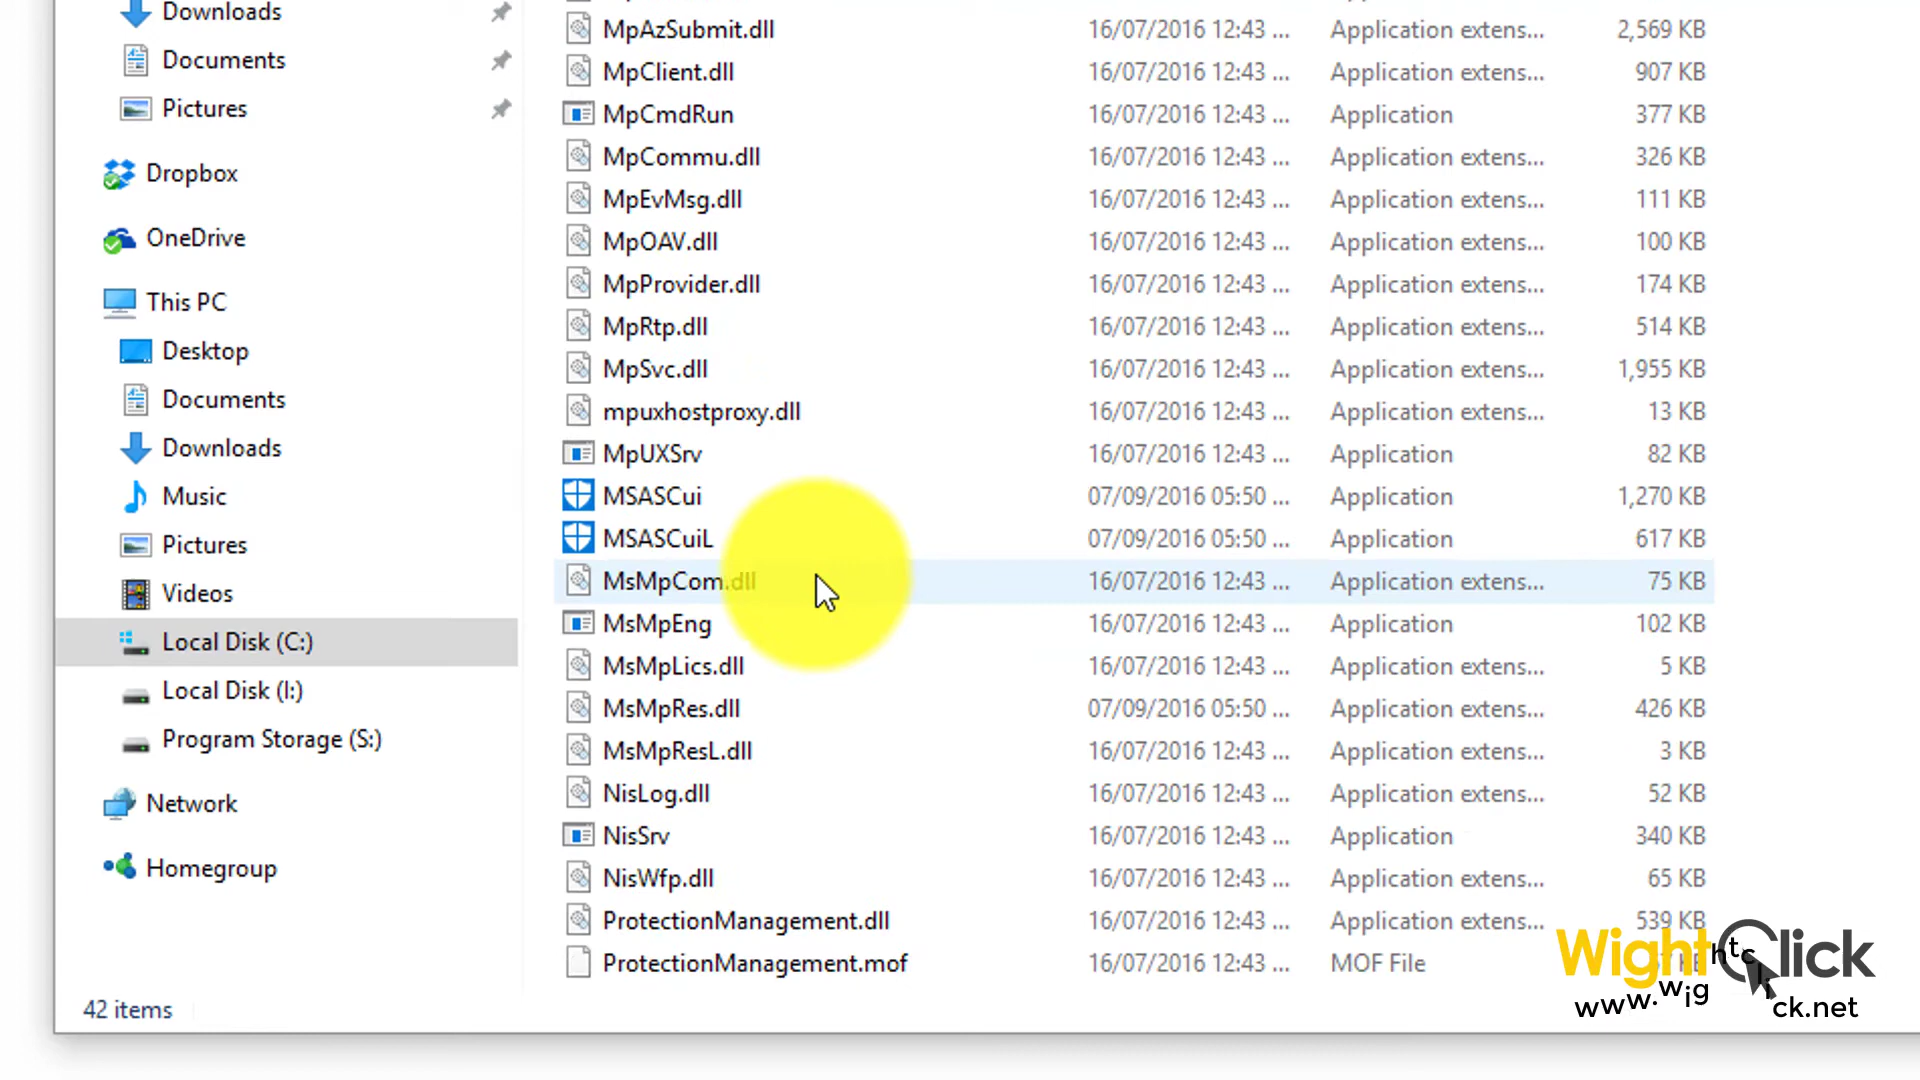 Downloads
Documents
Pictures
Dropbox
OneDrive
This PC
Desktop
Documents
Downloads
Music
Pictures
Videos
Local Disk (C:)
Local Disk (I:)
Program Storage (S:)
Network
Homegroup
MpAzSubmit.dll 16/07/2016 12:43 ... Application extens... 2,569 KB
MpClient.dll 16/07/2016 12:43 ... Application extens... 907 KB
MpCmdRun 16/07/2016 12:43 ... Application 377 KB
MpCommu.dll 16/07/2016 12:43 ... Application extens... 326 KB
MpEvMsg.dll 16/07/2016 12:43 ... Application extens... 111 KB
MpOAV.dll 16/07/2016 12:43 ... Application extens... 100 KB
MpProvider.dll 16/07/2016 12:43 ... Application extens... 174 KB
MpRtp.dll 16/07/2016 12:43 ... Application extens... 514 KB
MpSvc.dll 16/07/2016 12:43 ... Application extens... 1,955 KB
mpuxhostproxy.dll 16/07/2016 12:43 ... Application extens... 13 KB
MpUXSrv 16/07/2016 12:43 ... Application 82 KB
MSASCui 07/09/2016 05:50 ... Application 1,270 KB
MSASCuiL 07/09/2016 05:50 ... Application 617 KB
MsMpCom.dll 16/07/2016 12:43 ... Application extens... 75 KB
MsMpEng 16/07/2016 12:43 ... Application 102 KB
MsMpLics.dll 16/07/2016 12:43 ... Application extens... 5 KB
MsMpRes.dll 07/09/2016 05:50 ... Application extens... 426 KB
MsMpResL.dll 16/07/2016 12:43 ... Application extens... 3 KB
NisLog.dll 16/07/2016 12:43 ... Application extens... 52 KB
NisSrv 16/07/2016 12:43 ... Application 340 KB
NisWfp.dll 16/07/2016 12:43 ... Application extens... 65 KB
ProtectionManagement.dll 16/07/2016 12:43 ... Application extens... 539 KB
ProtectionManagement.mof 16/07/2016 12:43 ... MOF File
42 items
Wight Click
www.wightclick.net